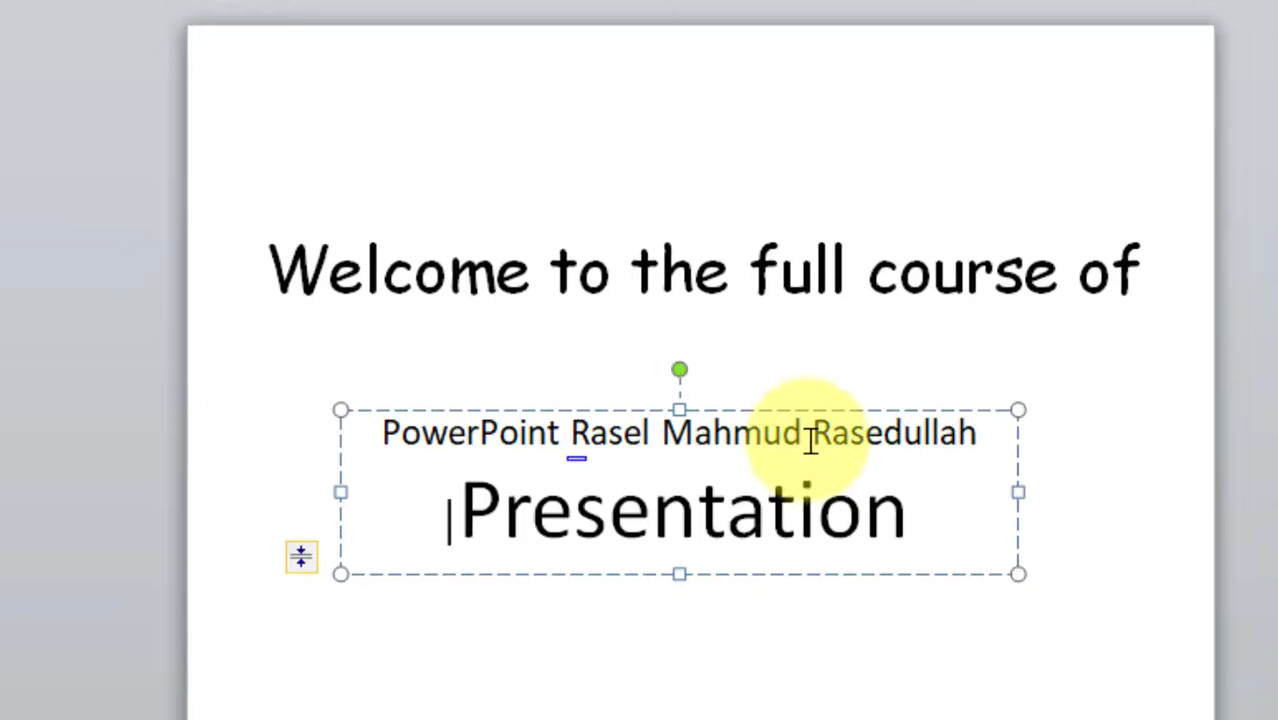 Welcome to the full course of
PowerPoint Rasel Mahmud Rasedullah
Presentation